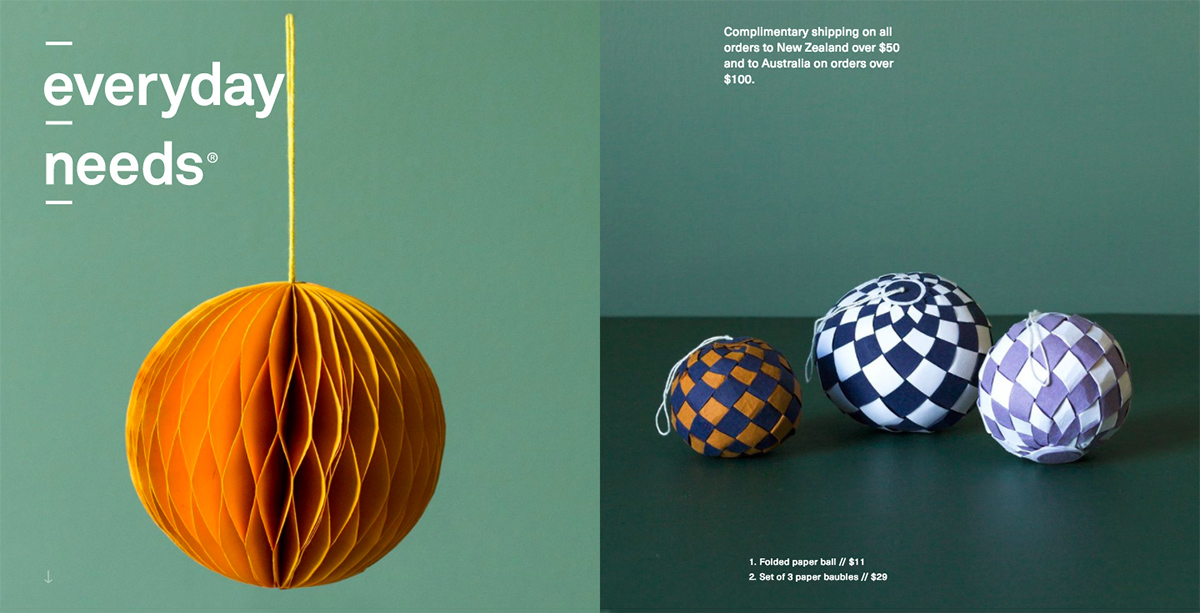 everyday
needs®
Complimentary shipping on all
orders to New Zealand over $50
and to Australia on orders over
$100.
1. Folded paper ball // $11
2. Set of 3 paper baubles // $29